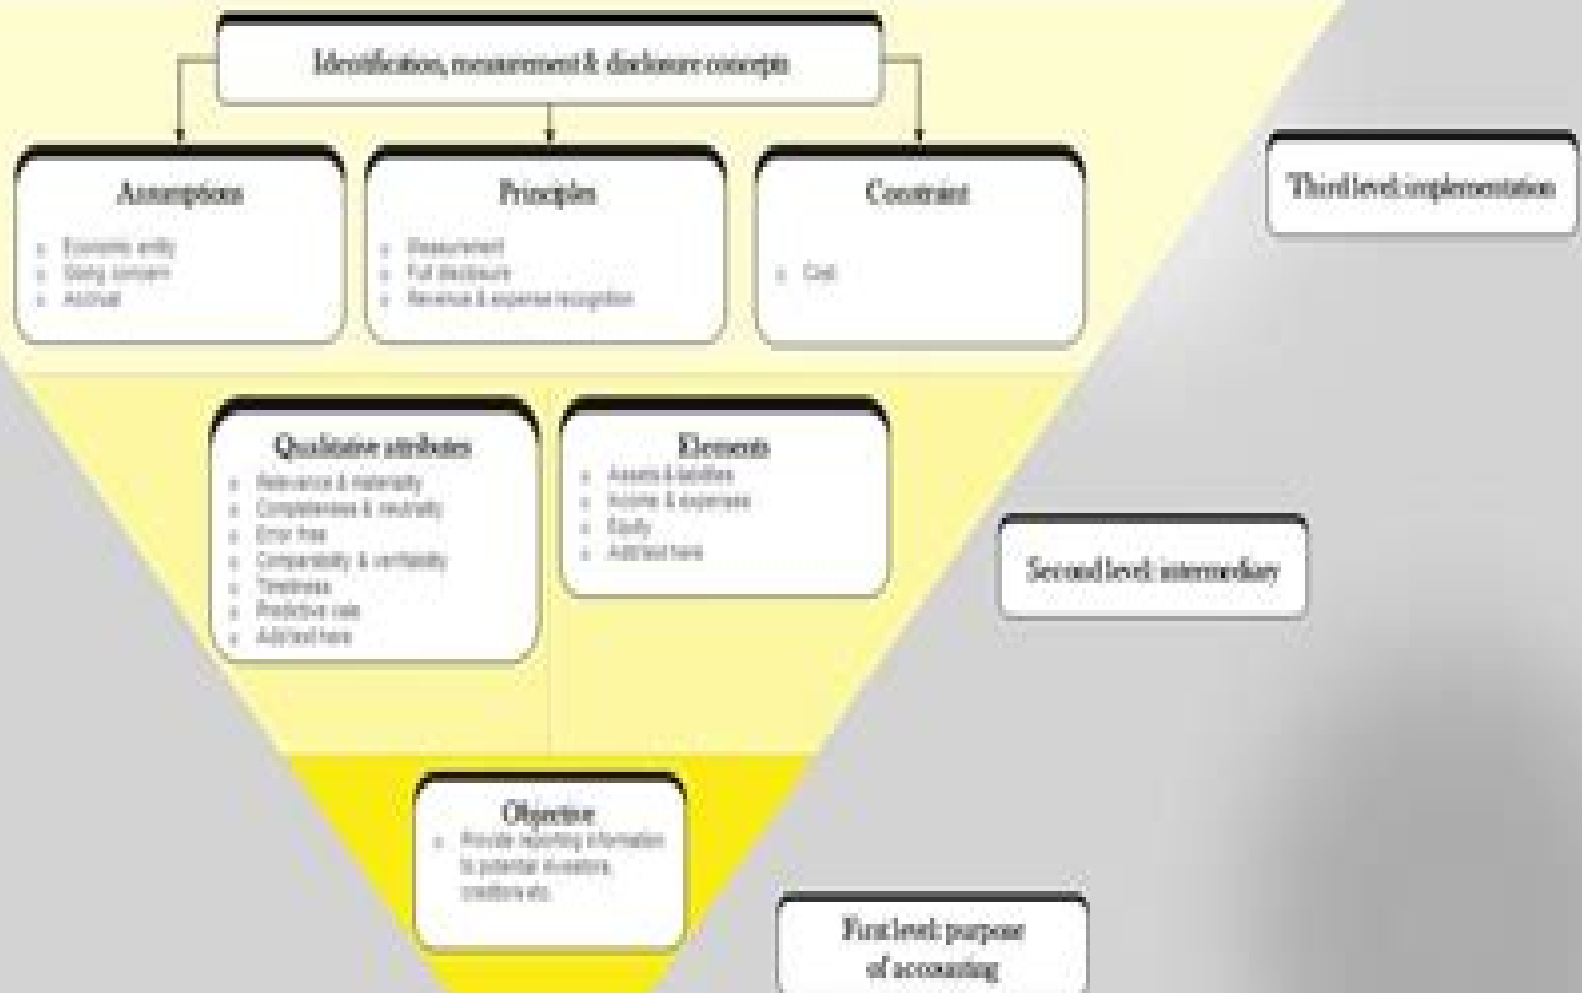 Identification, measurement & disclosure concepts
Assumptions
Economic entity
Going concern
Accrual
Principles
Measurement
Full disclosure
Revenue & expense recognition
Constraint
Cost
Third level: implementation
Qualitative attributes
Relevance & materiality
Completeness & neutrality
Error free
Comparability & verifiability
Timeliness
Predictive
Add text here
Elements
Assets & liabilities
Income & expenses
Equity
Add text here
Second level: intermediary
Objective
Provide reporting information
to potential investors,
creditors etc.
First level: purpose
of accounting